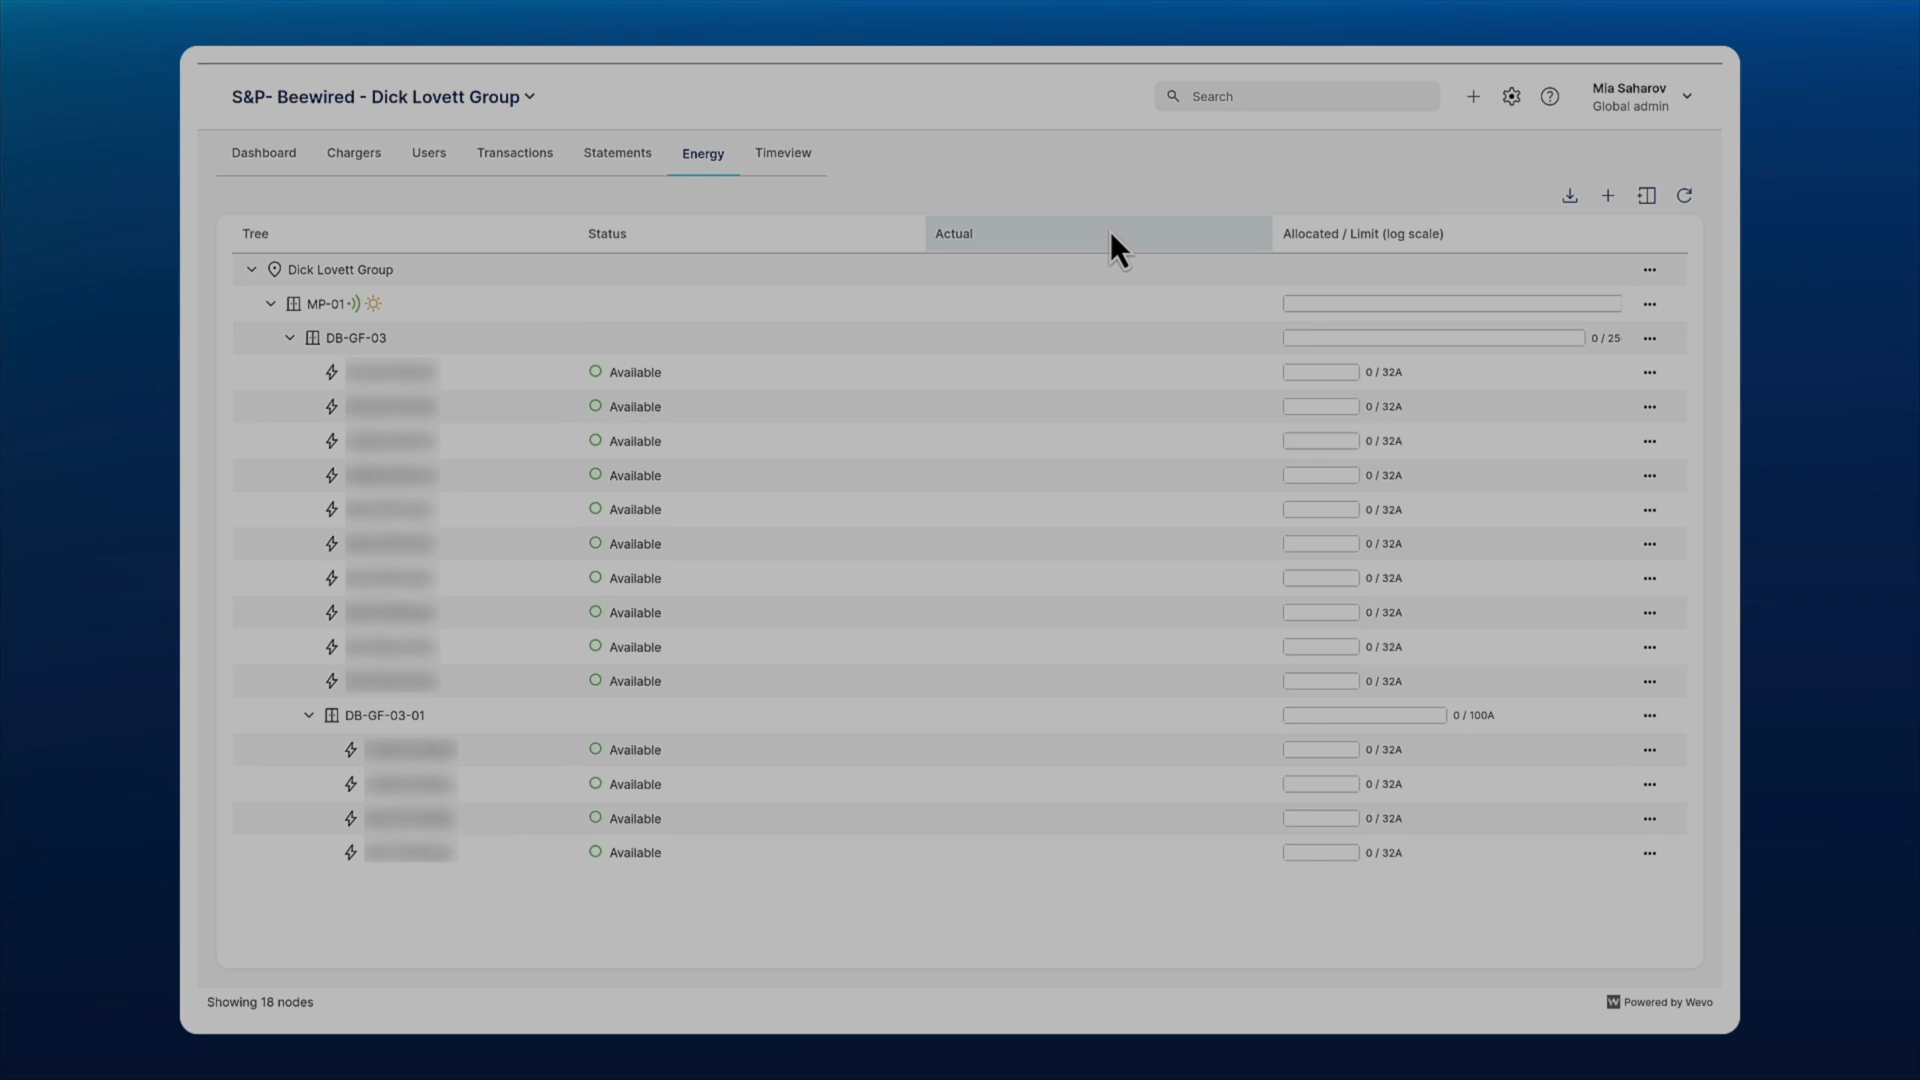 S&P- Beewired - Dick Lovett Group
Search
Mia Saharov
Global admin
Dashboard Chargers Users Transactions Statements Energy Timeview
Tree Status Actual Allocated / Limit (log scale)
Dick Lovett Group
MP-01
DB-GF-03 0 / 25
Available 0 / 32A
Available 0 / 32A
Available 0 / 32A
Available 0 / 32A
Available 0 / 32A
Available 0 / 32A
Available 0 / 32A
Available 0 / 32A
Available 0 / 32A
Available 0 / 32A
DB-GF-03-01 0 / 100A
Available 0 / 32A
Available 0 / 32A
Available 0 / 32A
Available 0 / 32A
Showing 18 nodes
W Powered by Wevo